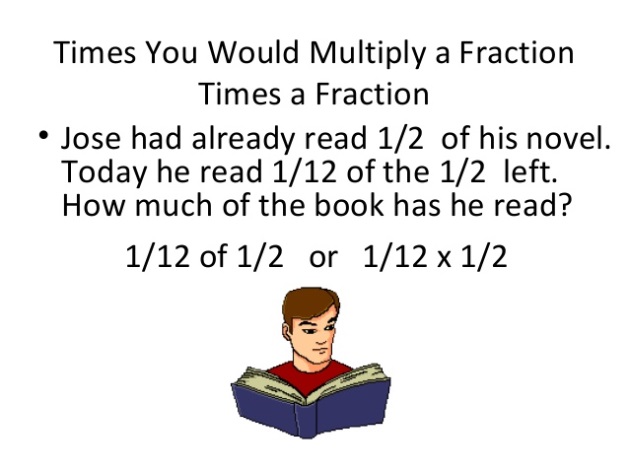 Times You Would Multiply a Fraction
Times a Fraction
• Jose had already read 1/2 of his novel.
Today he read 1/12 of the 1/2 left.
How much of the book has he read?
1/12 of 1/2 or 1/12 x 1/2